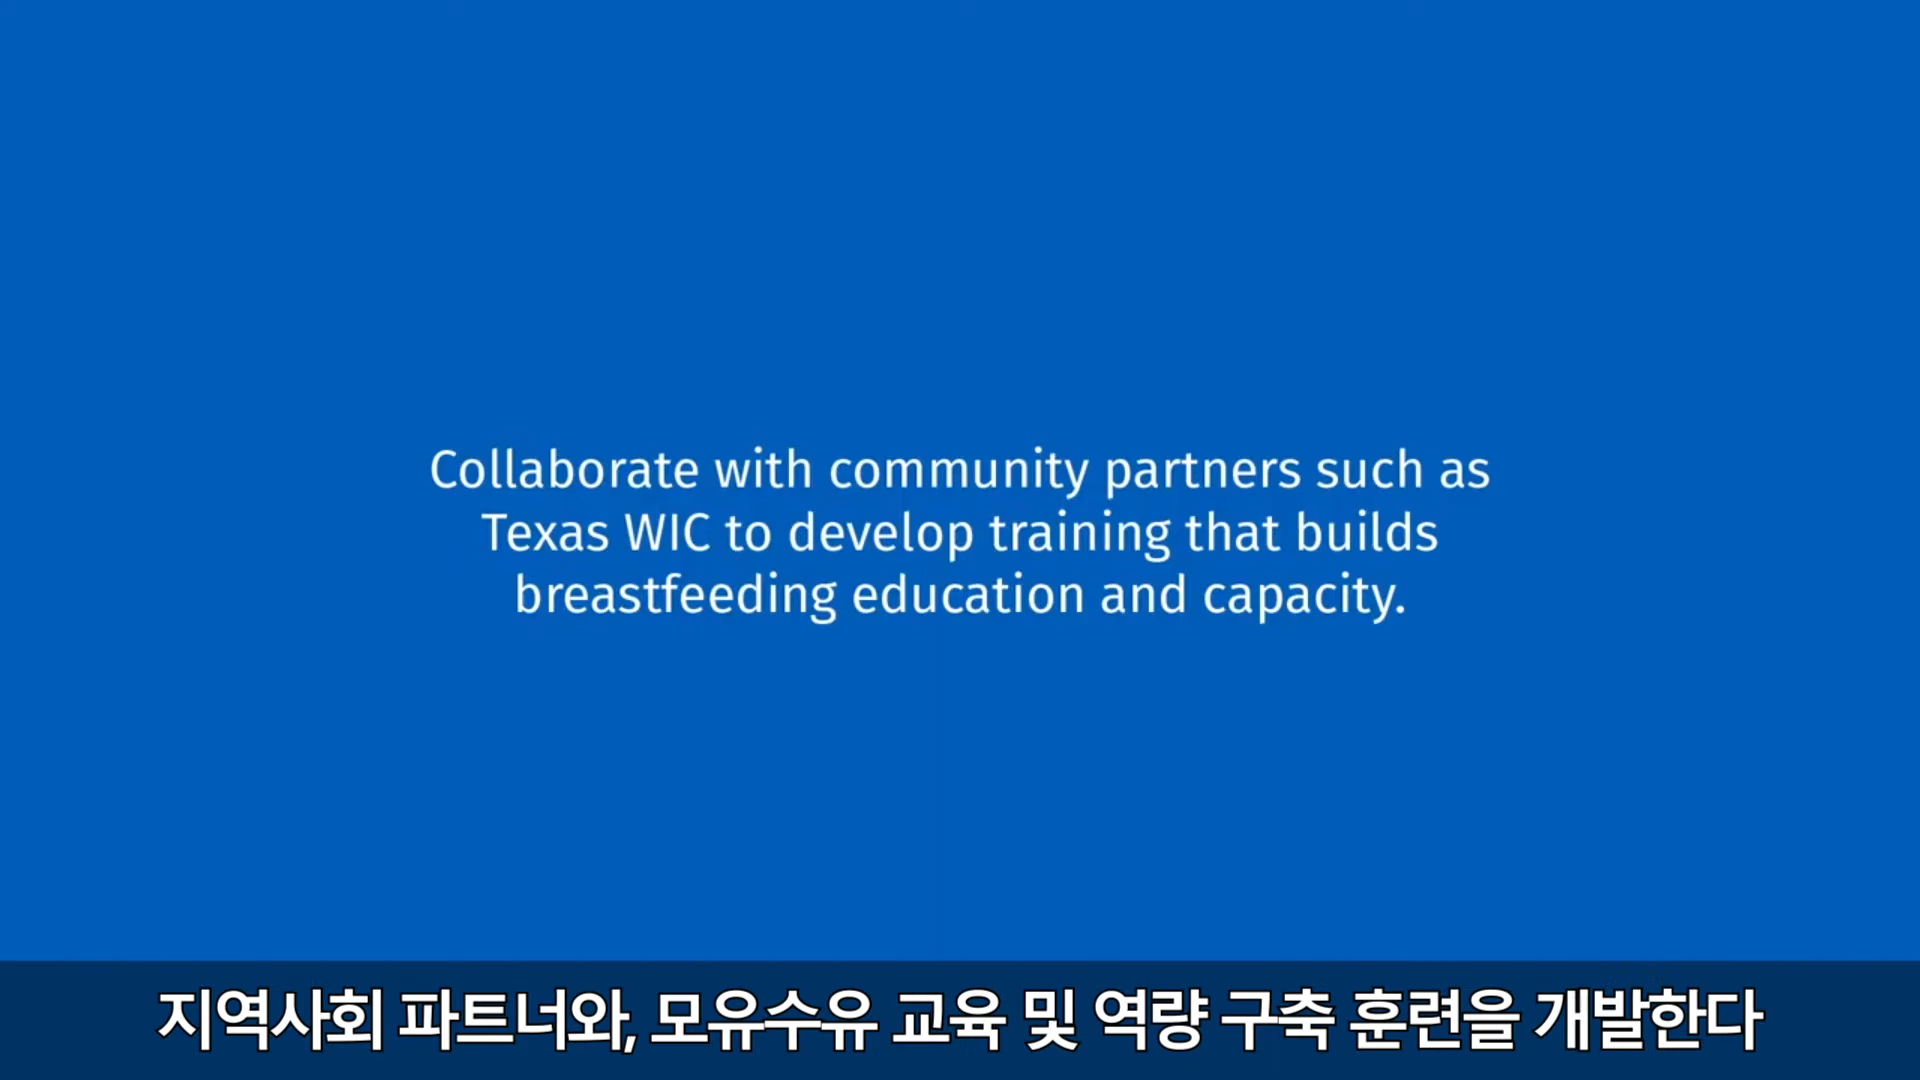 Collaborate with community partners such as
Texas WIC to develop training that builds
breastfeeding education and capacity.
지역사회 파트너와, 모유수유 교육 및 역량 구축 훈련을 개발한다